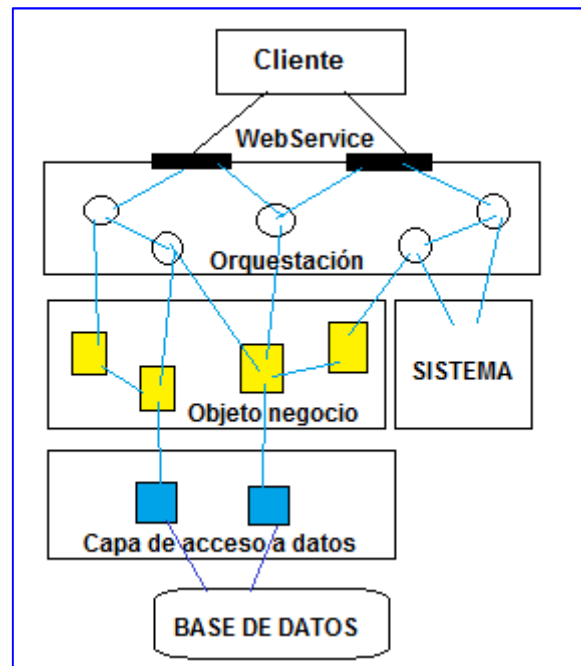 Cliente
WebService
Orquestación
SISTEMA
Objeto negocio
Capa de acceso a datos
BASE DE DATOS